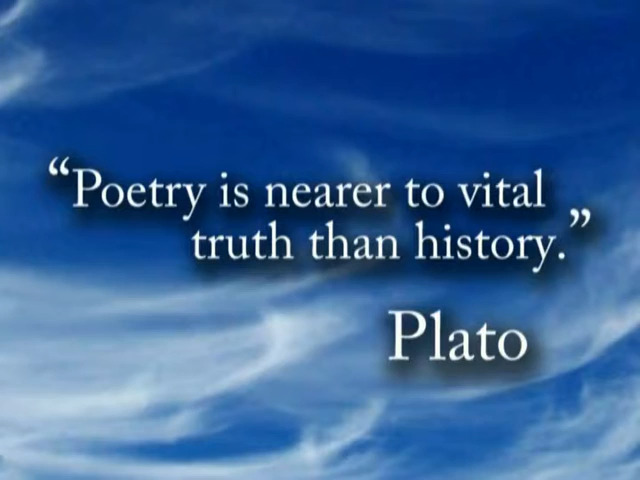 “Poetry is nearer to vital
truth than history.”
Plato